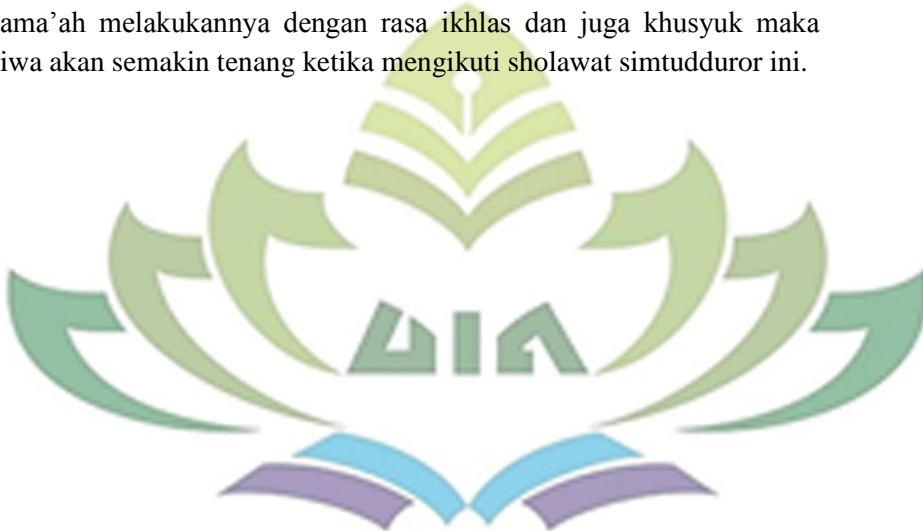 ama’ah melakukannya dengan rasa ikhlas dan juga khusyuk maka
iwa akan semakin tenang ketika mengikuti sholawat simtudduror ini.
UIN